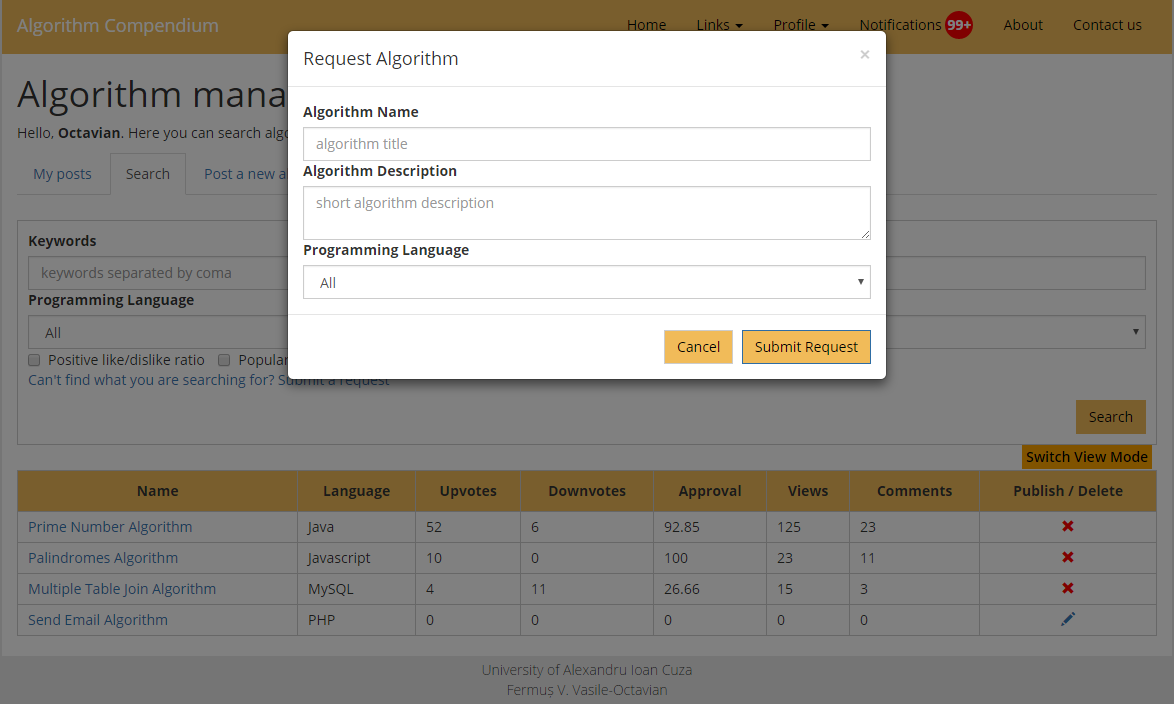 Algorithm Compendium
Home Links Profile Notifications 99+ About Contact us
Request Algorithm ×
Algorithm Name
algorithm title
Algorithm Description
short algorithm description
Programming Language
All
Cancel Submit Request
Algorithm mana
Hello, Octavian. Here you can search algo
My posts Search Post a new a
Keywords
keywords separated by coma
Programming Language
All
Positive like/dislike ratio Popular
Can't find what you are searching for? Submit a request
Search
Switch View Mode
Name Language Upvotes Downvotes Approval Views Comments Publish / Delete
Prime Number Algorithm Java 52 6 92.85 125 23
Palindromes Algorithm Javascript 10 0 100 23 11
Multiple Table Join Algorithm MySQL 4 11 26.66 15 3
Send Email Algorithm PHP 0 0 0 0 0
University of Alexandru Ioan Cuza
Fermuș V. Vasile-Octavian